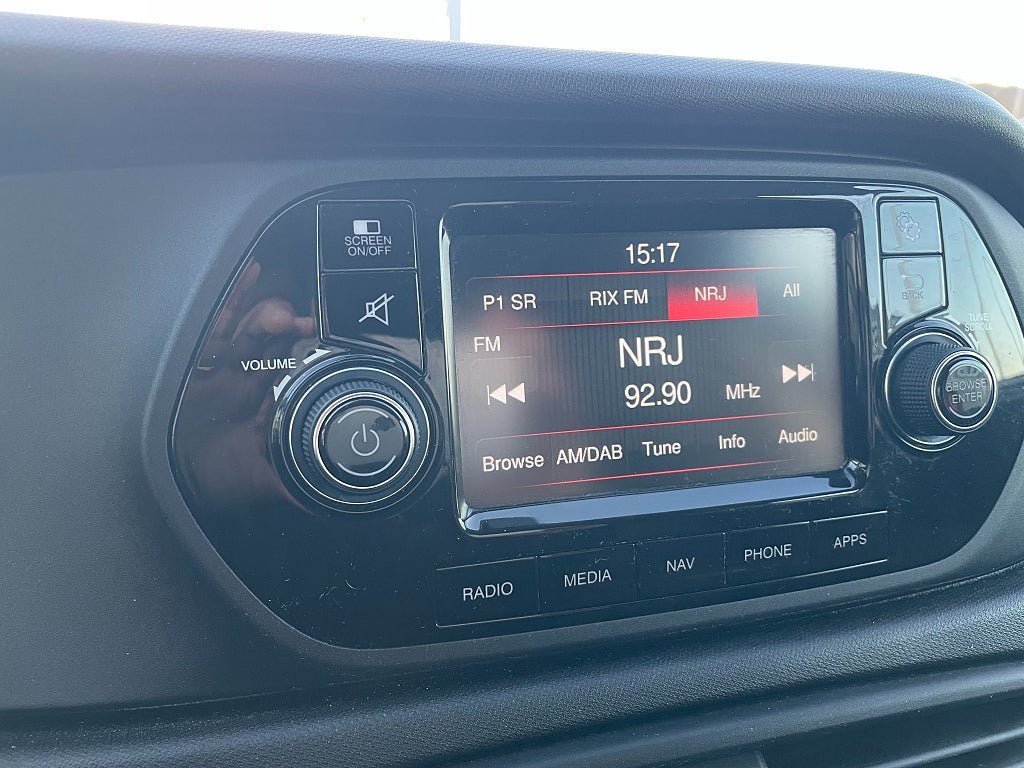 SCREEN
ON/OFF
VOLUME
15:17
P1 SR RIX FM NRJ All
FM
NRJ
92.90 MHz
Browse AM/DAB Tune Info Audio
BACK
TUNE
SCROLL
BROWSE
ENTER
RADIO MEDIA NAV PHONE APPS